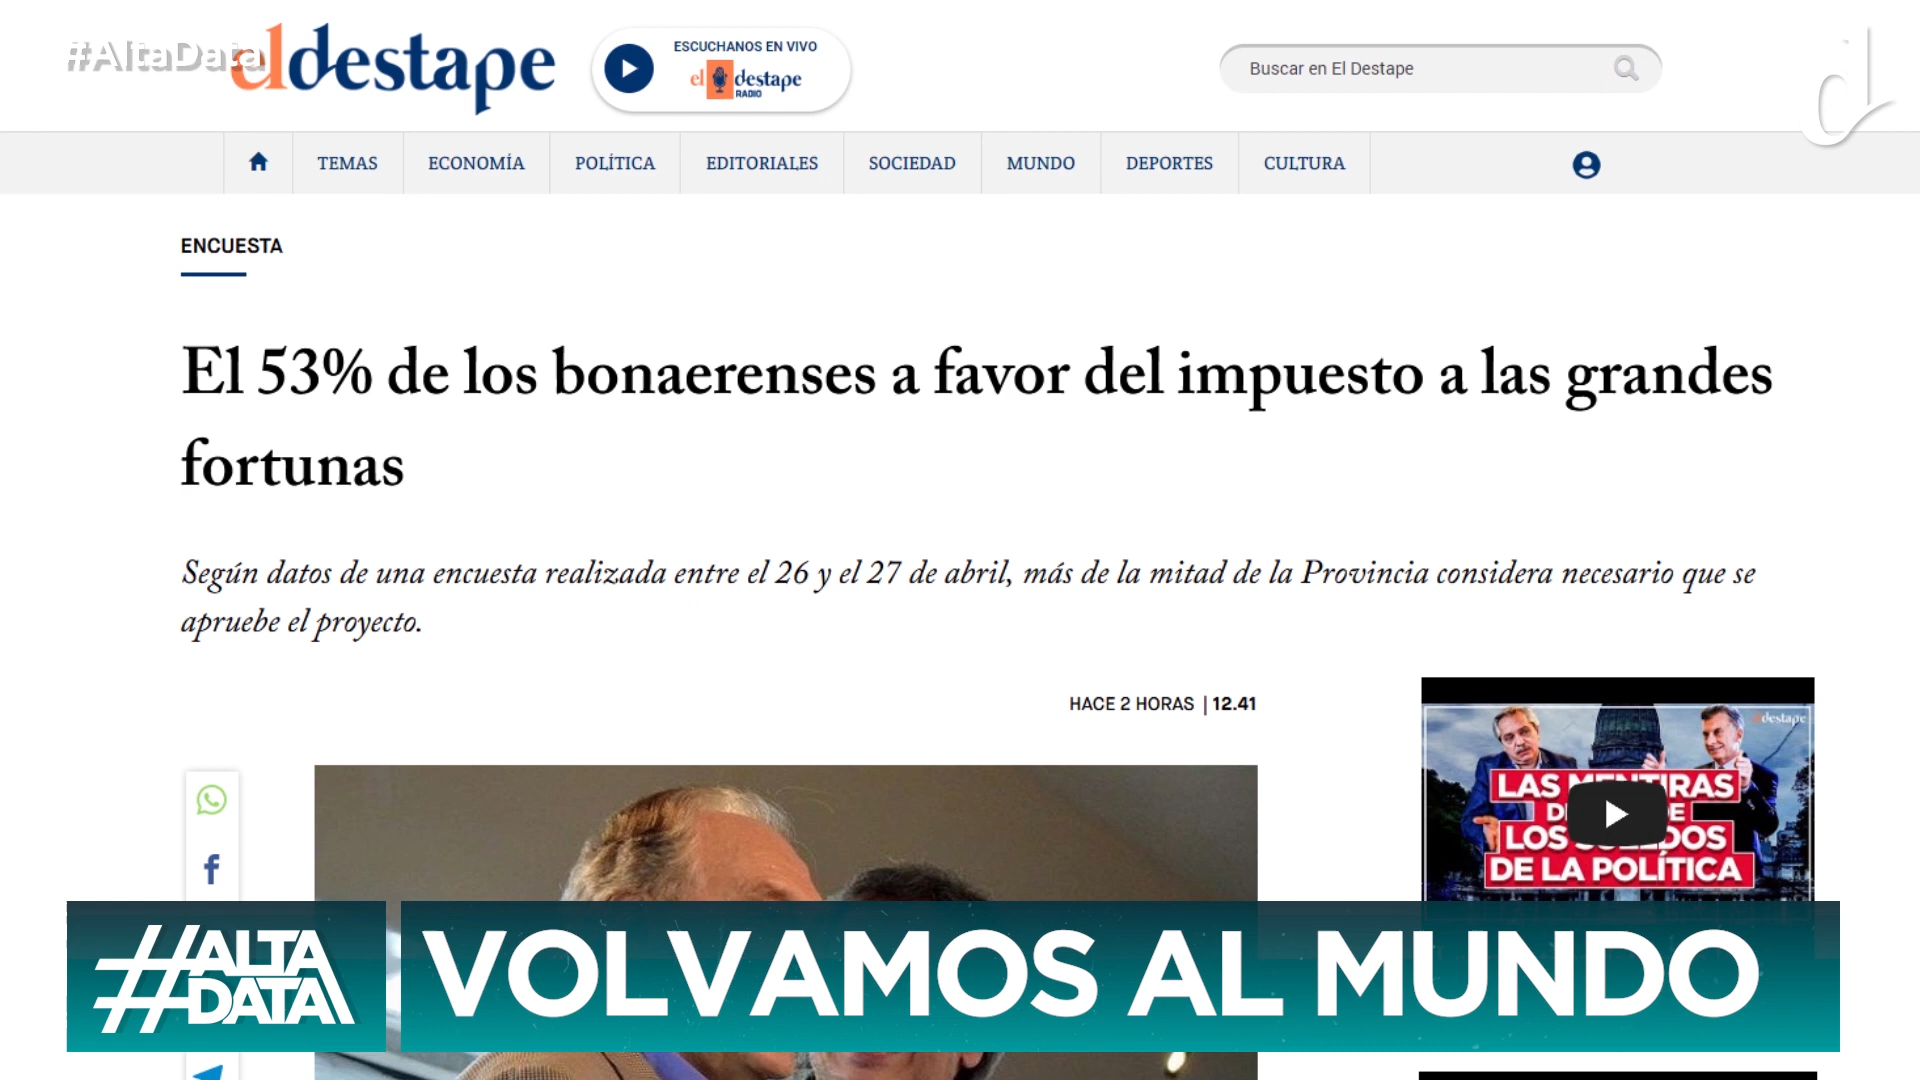 #AltaData
eldestape
ESCUCHANOS EN VIVO
el destape
RADIO
Buscar en El Destape
d
TEMAS ECONOMÍA POLÍTICA EDITORIALES SOCIEDAD MUNDO DEPORTES CULTURA
ENCUESTA
El 53% de los bonaerenses a favor del impuesto a las grandes
fortunas
Según datos de una encuesta realizada entre el 26 y el 27 de abril, más de la mitad de la Provincia considera necesario que se
apruebe el proyecto.
HACE 2 HORAS | 12.41
eldestape
LAS MENTIRAS
LOS
DE LA POLÍTICA
#ALTA
DATA
VOLVAMOS AL MUNDO